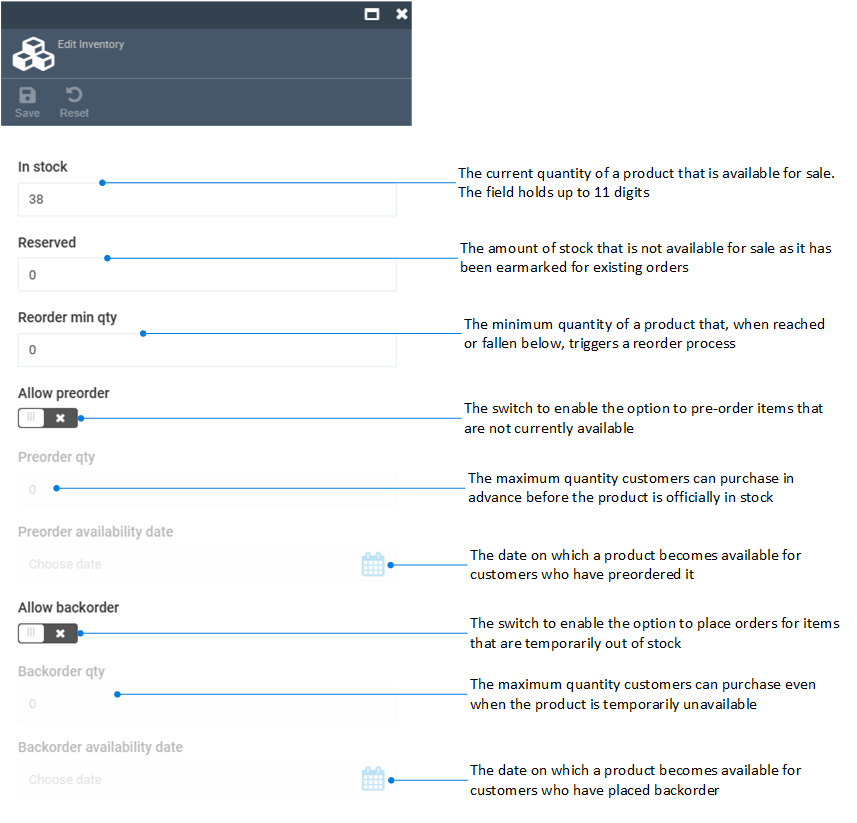 Edit Inventory
Save
Reset
In stock
38
The current quantity of a product that is available for sale.
The field holds up to 11 digits
Reserved
0
The amount of stock that is not available for sale as it has
been earmarked for existing orders
Reorder min qty
0
The minimum quantity of a product that, when reached
or fallen below, triggers a reorder process
Allow preorder
The switch to enable the option to pre-order items that
are not currently available
Preorder qty
0
The maximum quantity customers can purchase in
advance before the product is officially in stock
Preorder availability date
Choose date
The date on which a product becomes available for
customers who have preordered it
Allow backorder
The switch to enable the option to place orders for items
that are temporarily out of stock
Backorder qty
0
The maximum quantity customers can purchase even
when the product is temporarily unavailable
Backorder availability date
Choose date
The date on which a product becomes available for
customers who have placed backorder